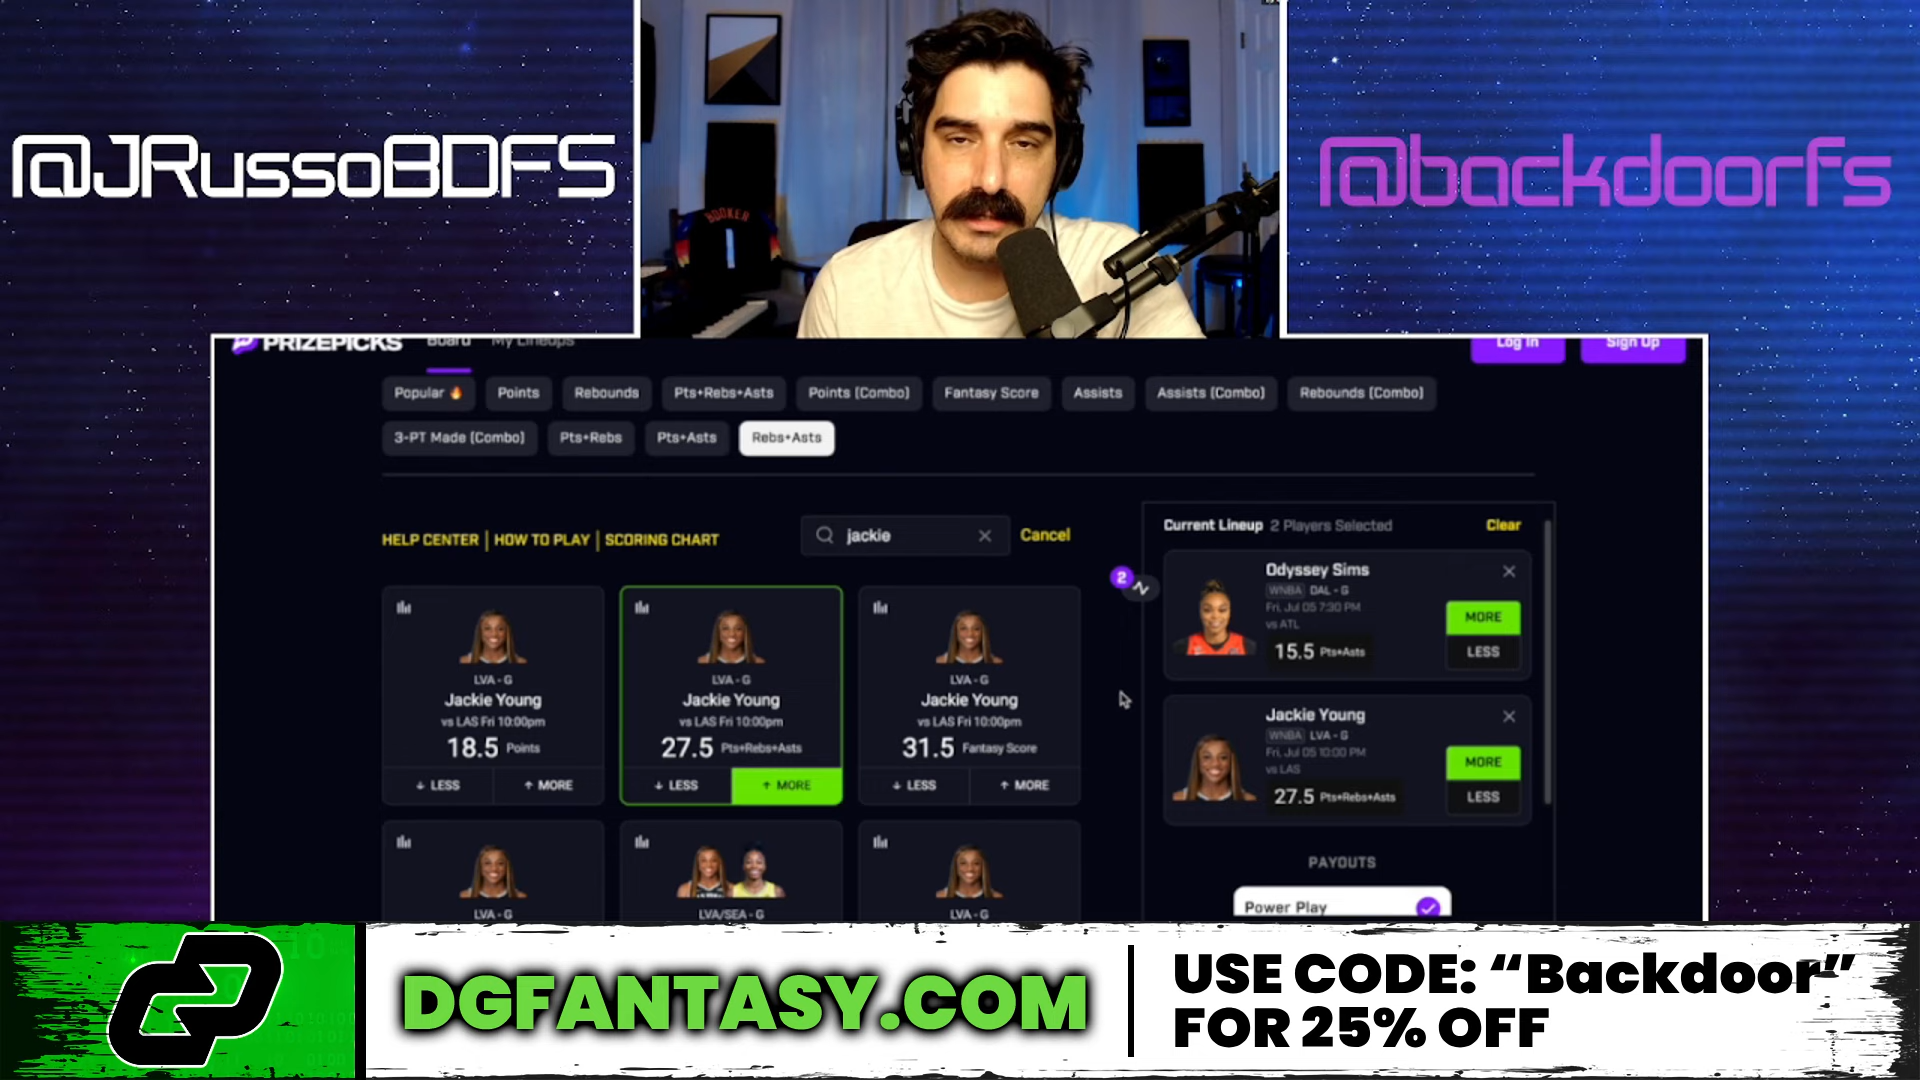 @JRussoBDFS
@backdoorfs
BOOKER
PRIZEPICKS Board My Lineups Log In Sign Up
Popular Points Rebounds Pts+Rebs+Asts Points (Combo) Fantasy Score Assists Assists (Combo) Rebounds (Combo)
3-PT Made (Combo) Pts+Rebs Pts+Asts Rebs+Asts
HELP CENTER | HOW TO PLAY | SCORING CHART
jackie
Cancel
LVA - G
Jackie Young
vs LAS Fri 10:00pm
18.5 Points
LESS MORE
LVA - G
Jackie Young
vs LAS Fri 10:00pm
27.5 Pts+Rebs+Asts
LESS MORE
LVA - G
Jackie Young
vs LAS Fri 10:00pm
31.5 Fantasy Score
LESS MORE
LVA - G
LVA/SEA - G
LVA - G
2
Current Lineup 2 Players Selected Clear
Odyssey Sims
WNBA DAL - G
Fri, Jul 05 7:30 PM
vs ATL
15.5 Pts+Asts
MORE
LESS
Jackie Young
WNBA LVA - G
Fri, Jul 05 10:00 PM
vs LAS
27.5 Pts+Rebs+Asts
MORE
LESS
PAYOUTS
Power Play
DGFANTASY.COM
USE CODE: “Backdoor”
FOR 25% OFF